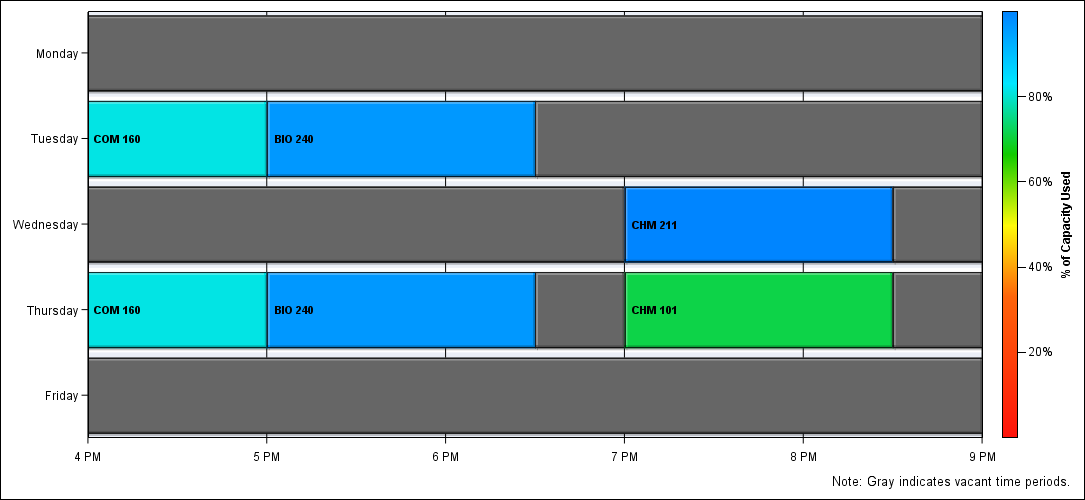 Monday
Tuesday
COM 160
BIO 240
Wednesday
CHM 211
Thursday
COM 160
BIO 240
CHM 101
Friday
4 PM
5 PM
6 PM
7 PM
8 PM
9 PM
80%
60%
40%
20%
% of Capacity Used
Note: Gray indicates vacant time periods.